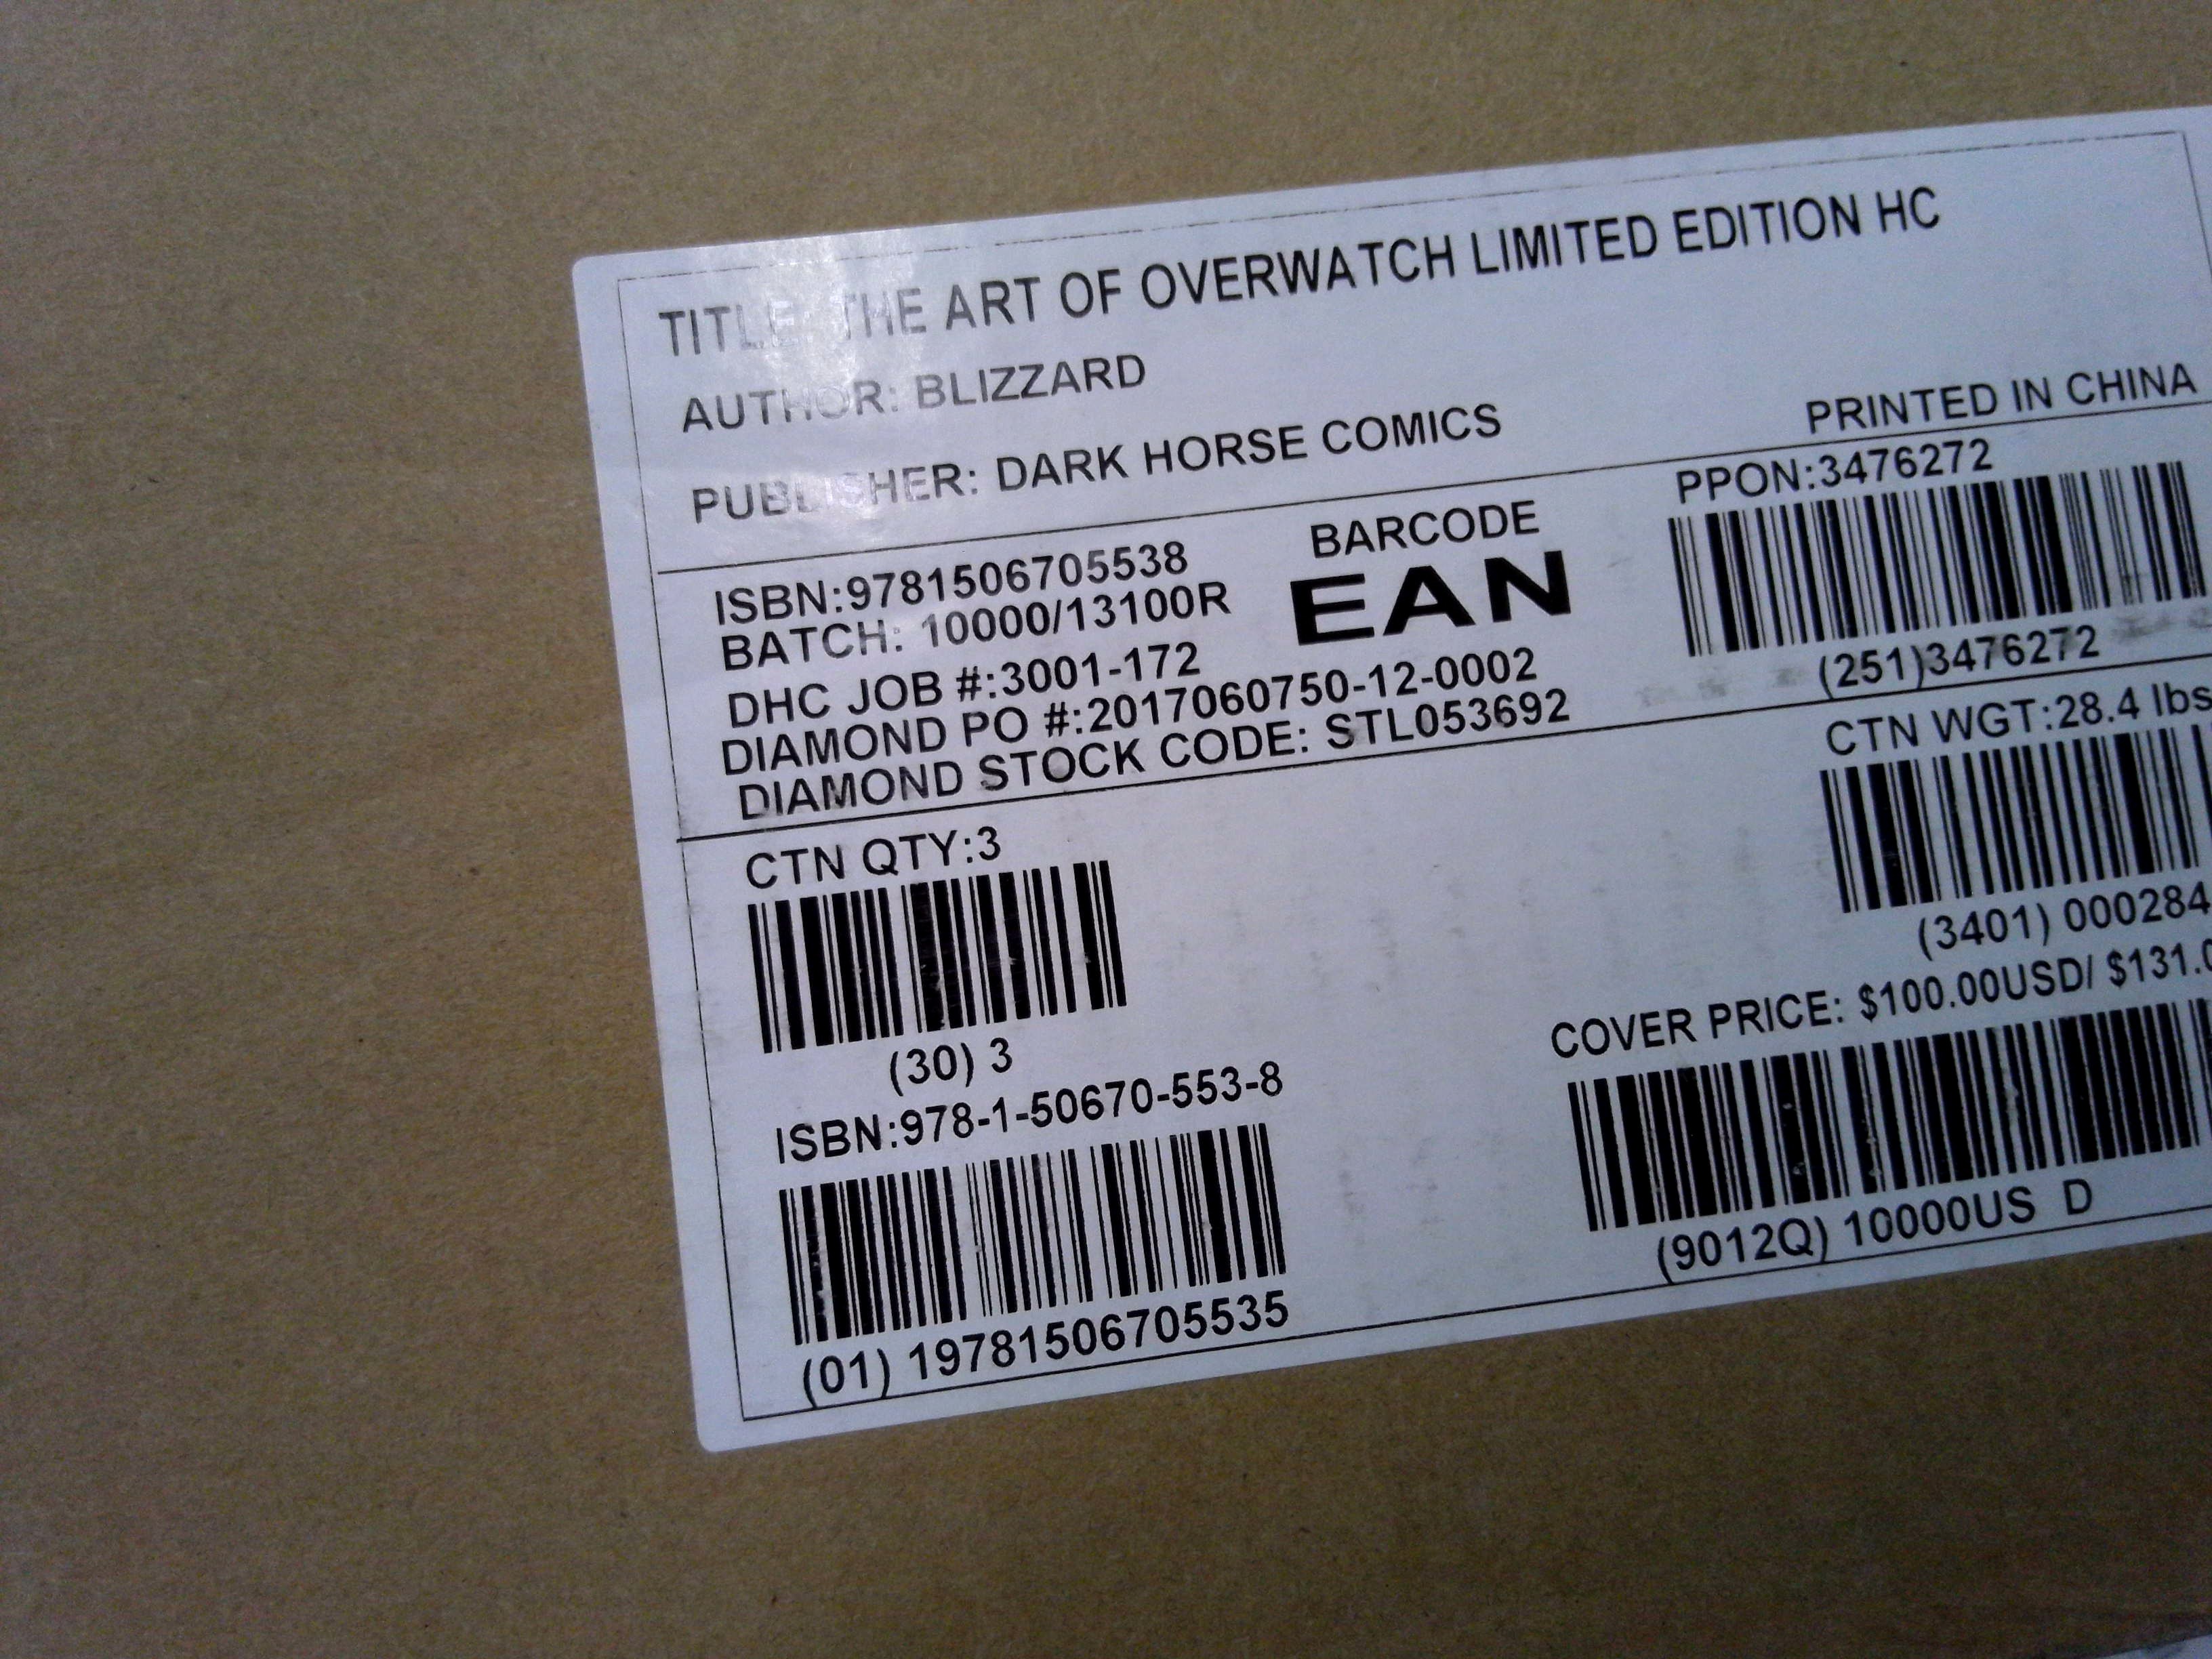 TITLE: THE ART OF OVERWATCH LIMITED EDITION HC
AUTHOR: BLIZZARD
PUBLISHER: DARK HORSE COMICS
PRINTED IN CHINA
ISBN:9781506705538
BATCH: 10000/13100R
DHC JOB #:3001-172
DIAMOND PO #:2017060750-12-0002
DIAMOND STOCK CODE: STL053692
BARCODE
EAN
PPON:3476272
(251)3476272
CTN QTY:3
(30) 3
CTN WGT:28.4 lbs
(3401) 000284
ISBN:978-1-50670-553-8
(01) 19781506705535
COVER PRICE: $100.00USD/ $131.0
(9012Q) 10000US D